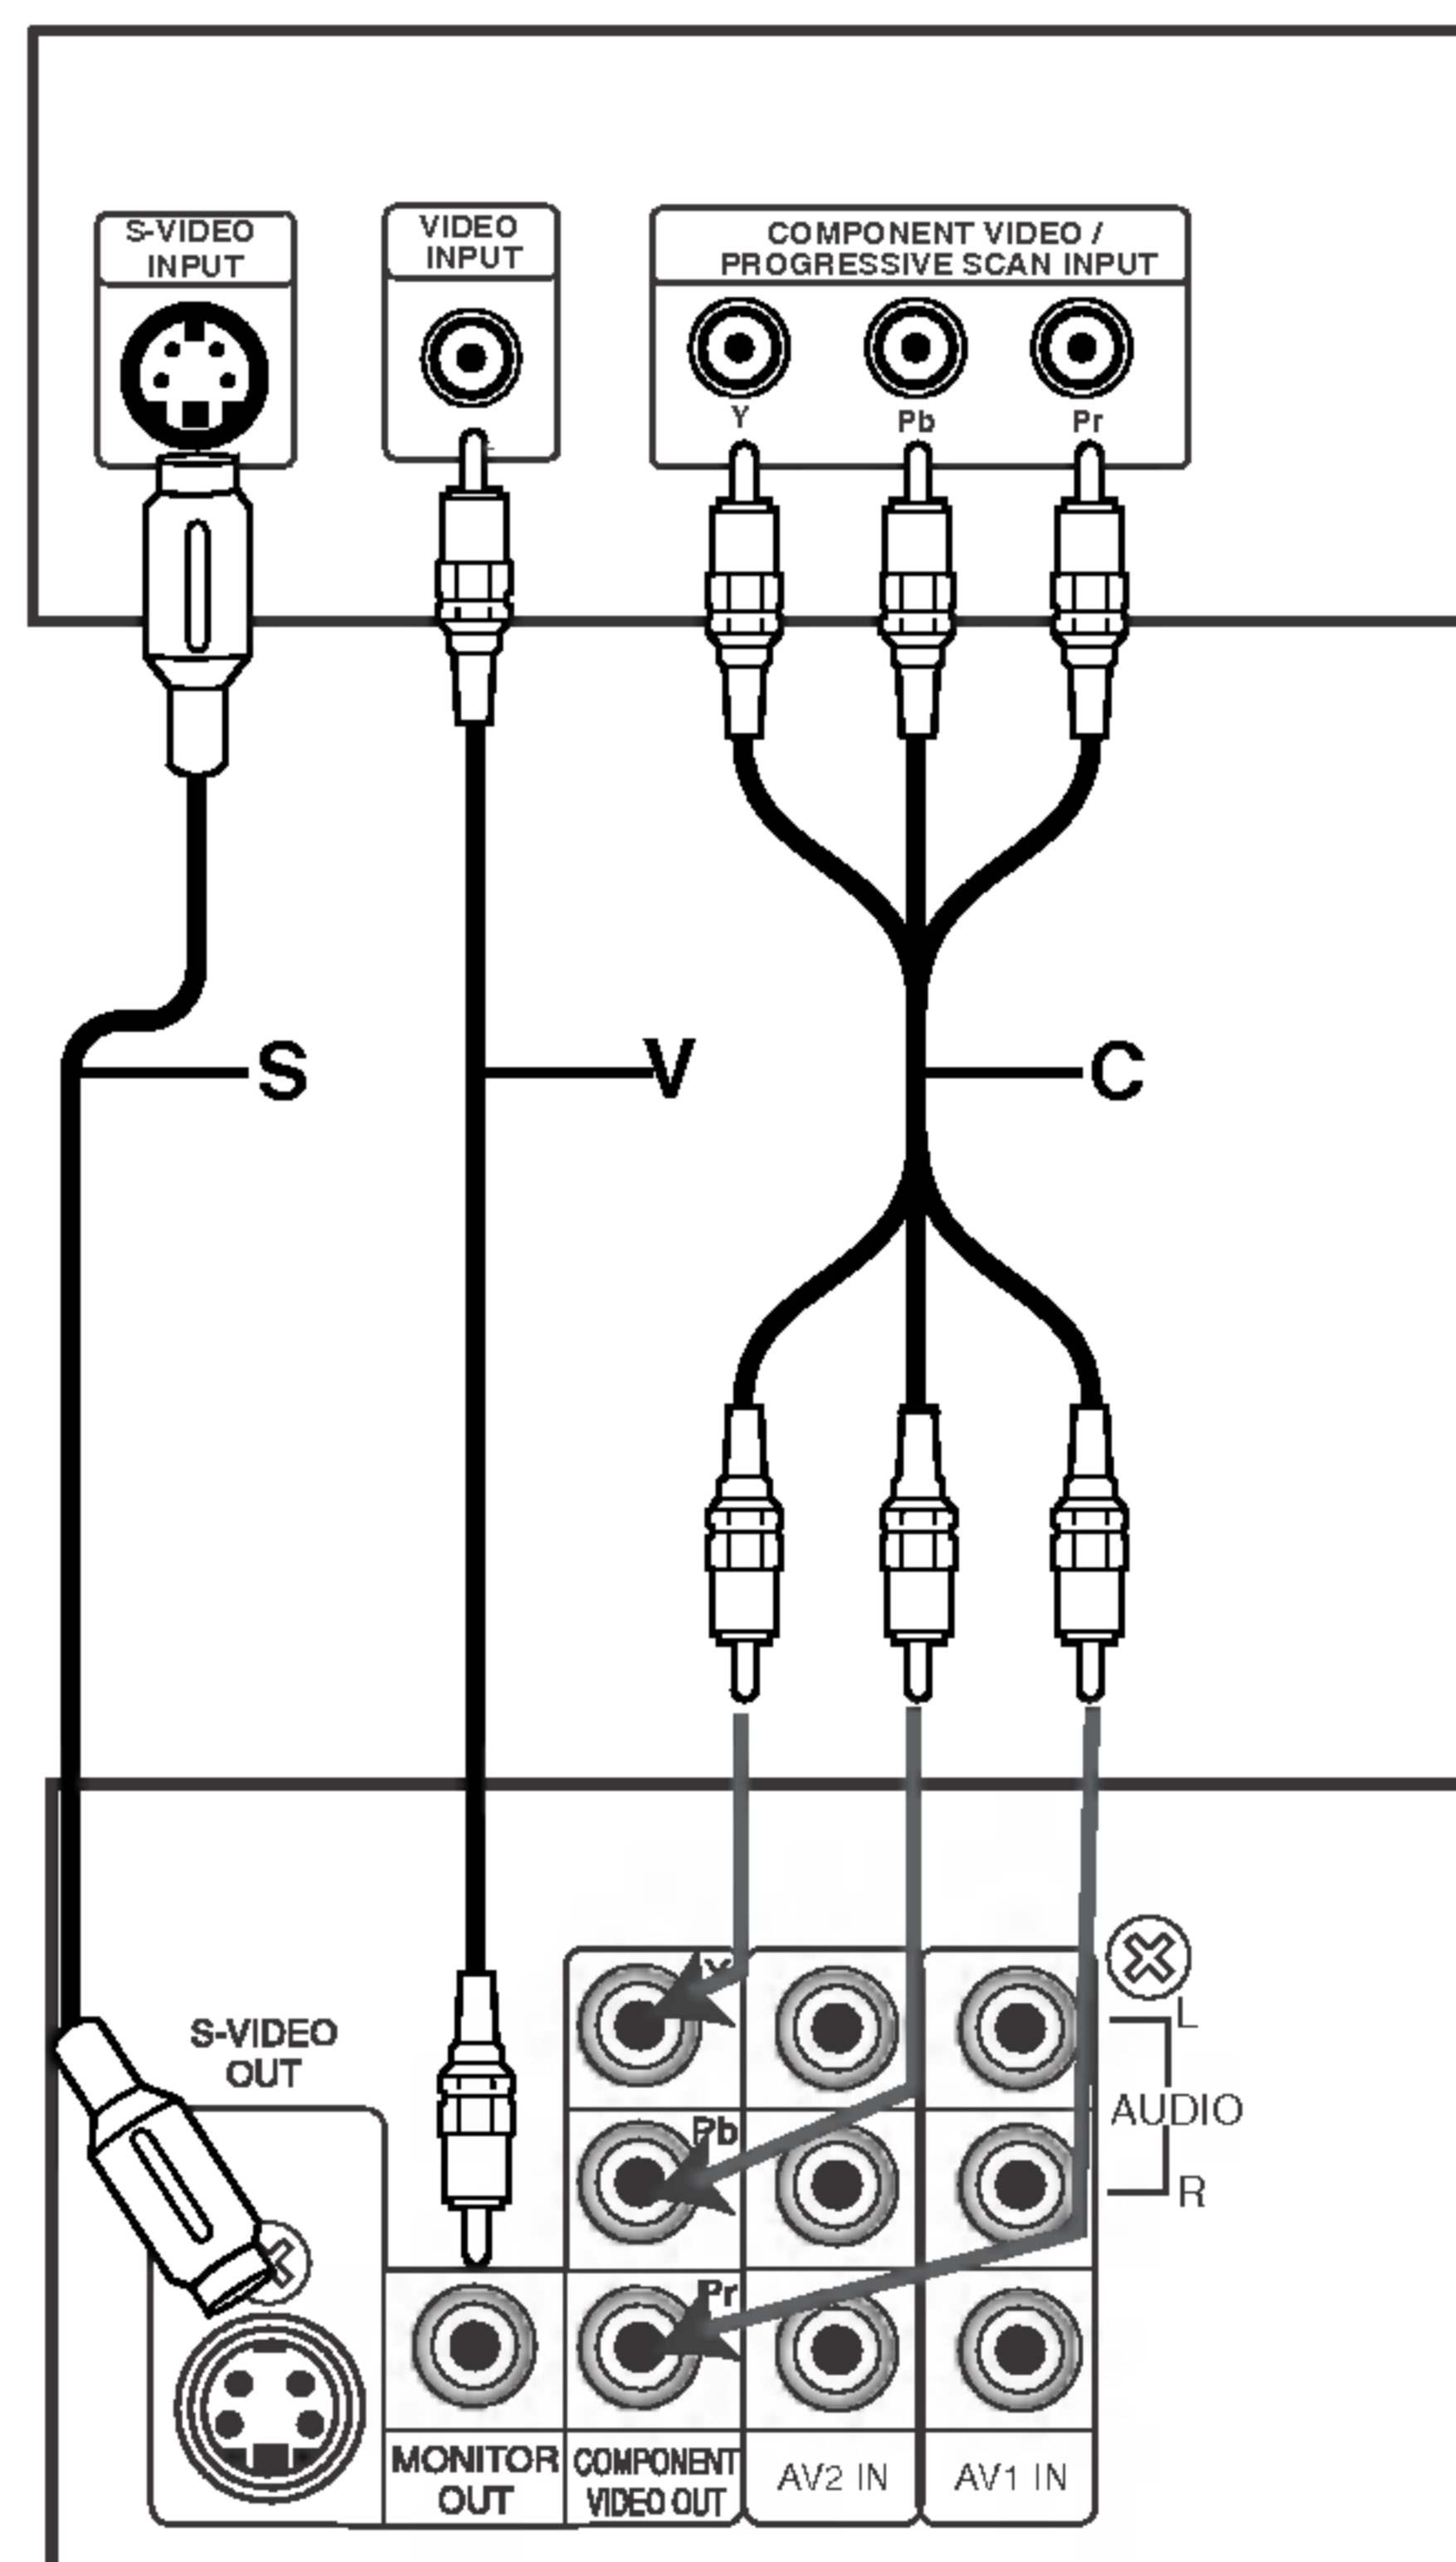 S-VIDEO
INPUT
VIDEO
INPUT
COMPONENT VIDEO /
PROGRESSIVE SCAN INPUT
Y
Pb
Pr
S
V
C
Y
L
S-VIDEO
OUT
AUDIO
Pb
R
Pr
MONITOR
OUT
COMPONENT
VIDEO OUT
AV2 IN
AV1 IN